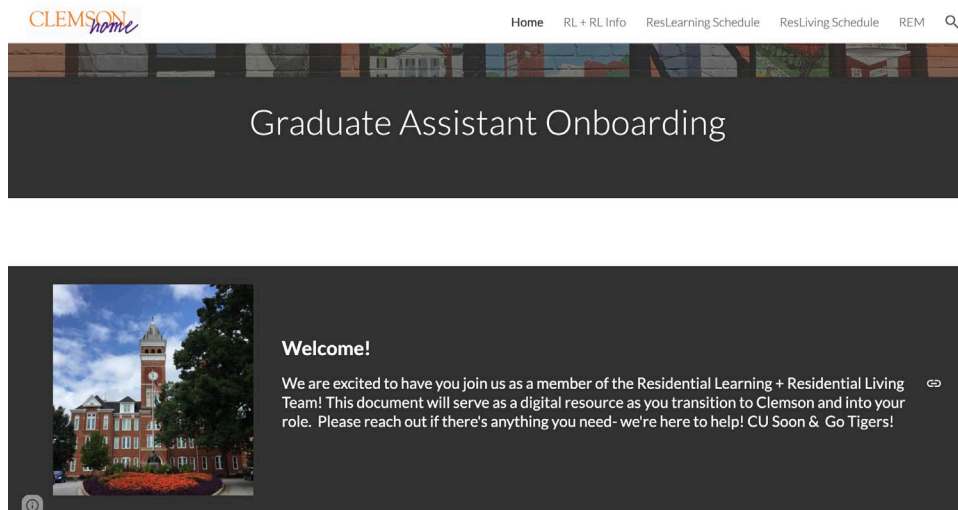 CLEMSON
home
Home RL + RL Info ResLearning Schedule ResLiving Schedule REM
Graduate Assistant Onboarding
Welcome!
We are excited to have you join us as a member of the Residential Learning + Residential Living
Team! This document will serve as a digital resource as you transition to Clemson and into your
role.  Please reach out if there's anything you need- we're here to help! CU Soon &  Go Tigers!